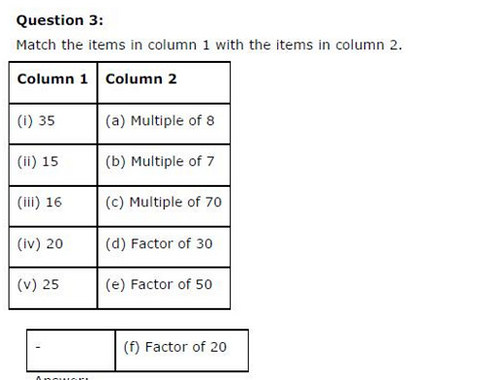 Question 3:
Match the items in column 1 with the items in column 2.
Column 1 Column 2
(i) 35 (a) Multiple of 8
(ii) 15 (b) Multiple of 7
(iii) 16 (c) Multiple of 70
(iv) 20 (d) Factor of 30
(v) 25 (e) Factor of 50
- (f) Factor of 20
Answer: